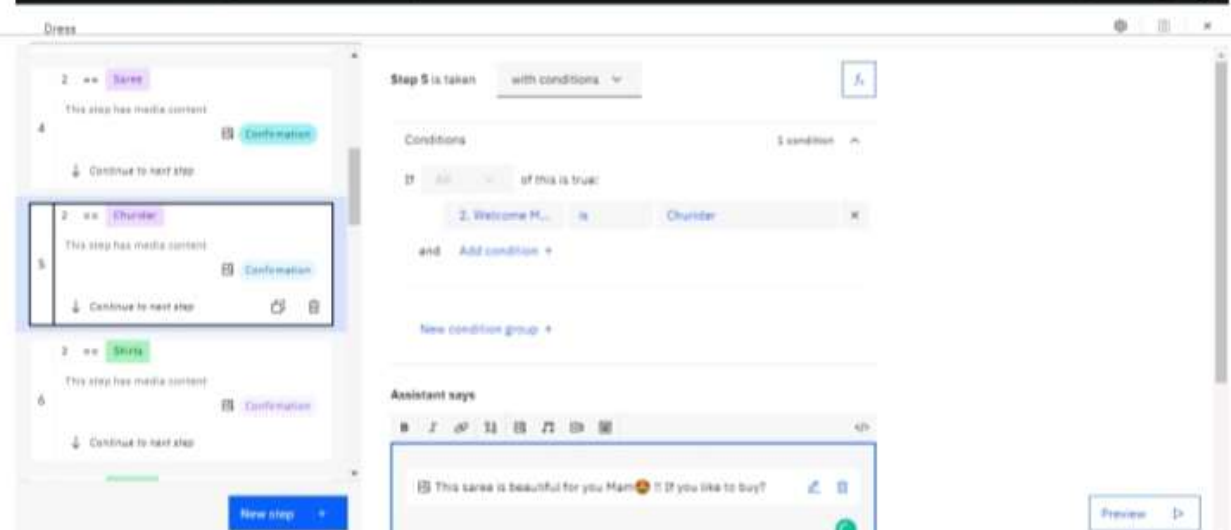 Dress
2 == Saree
This step has media content
4
Confirmation
Continue to next step
2 == Churidar
This step has media content
5
Confirmation
Continue to next step
2 == Shirts
This step has media content
6
Confirmation
Continue to next step
New step +
Step 5 is taken with conditions
fx
Conditions 1 condition
If All of this is true:
2. Welcome M... is Churidar ×
and Add condition +
New condition group +
Assistant says
B I </>
This saree is beautiful for you Mam😍 !! If you like to buy?
Preview